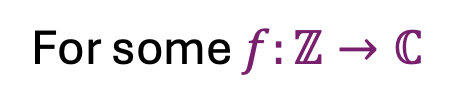 For some 𝑓: ℤ → ℂ